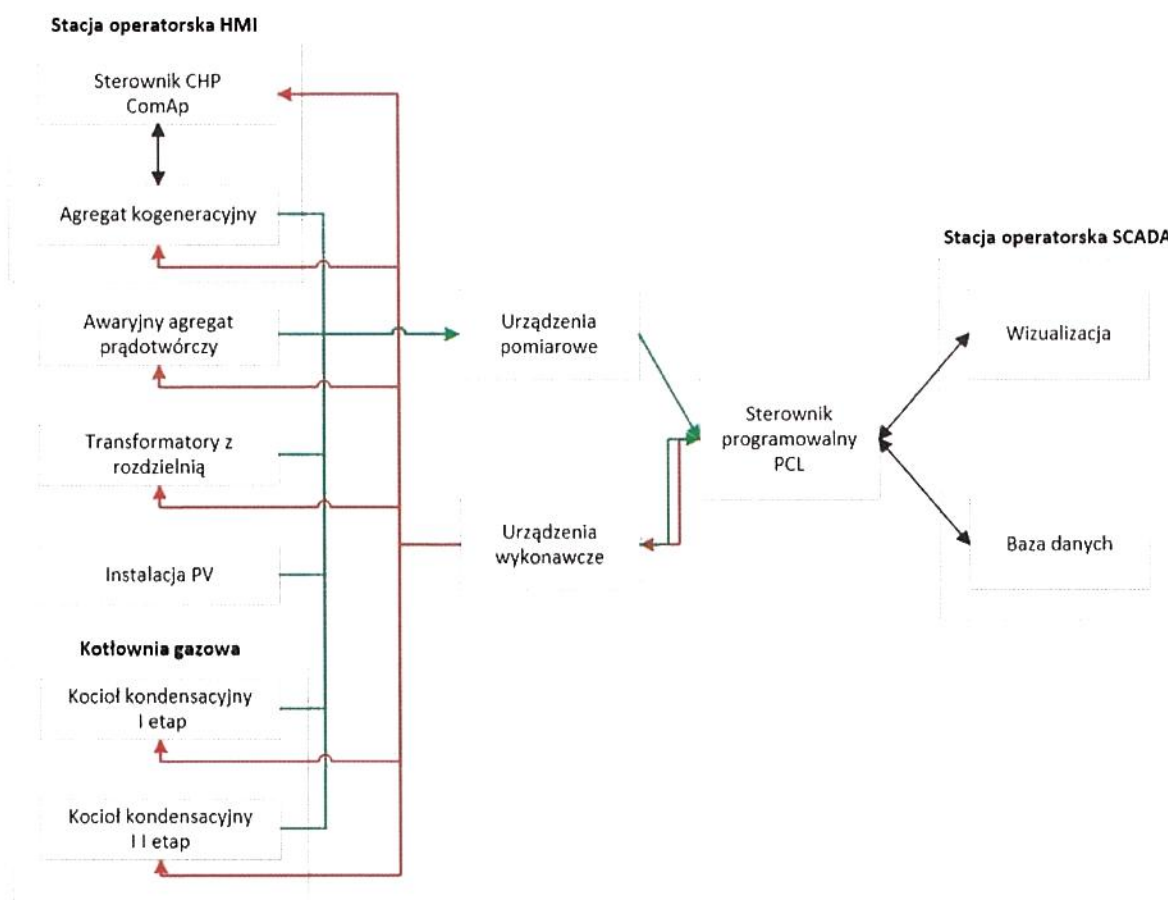 Stacja operatorska HMI
Sterownik CHP
ComAp
Agregat kogeneracyjny
Awaryjny agregat
prądotwórczy
Transformatory z
rozdzielnią
Instalacja PV
Kotłownia gazowa
Kocioł kondensacyjny
I etap
Kocioł kondensacyjny
I I etap
Urządzenia
pomiarowe
Urządzenia
wykonawcze
Sterownik
programowalny
PCL
Stacja operatorska SCADA
Wizualizacja
Baza danych